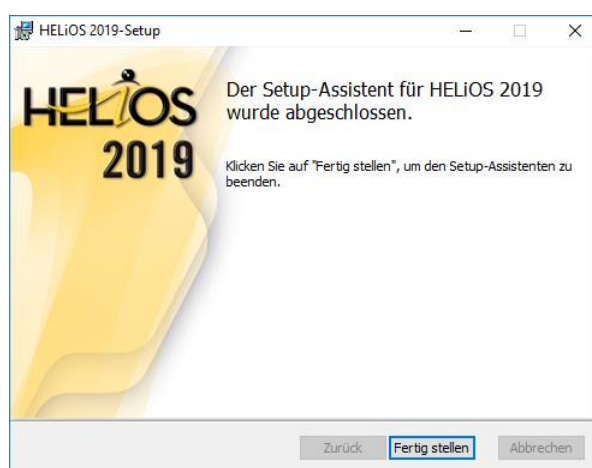 HELiOS 2019-Setup
HELiOS
2019
Der Setup-Assistent für HELiOS 2019
wurde abgeschlossen.
Klicken Sie auf "Fertig stellen", um den Setup-Assistenten zu
beenden.
Zurück Fertig stellen Abbrechen